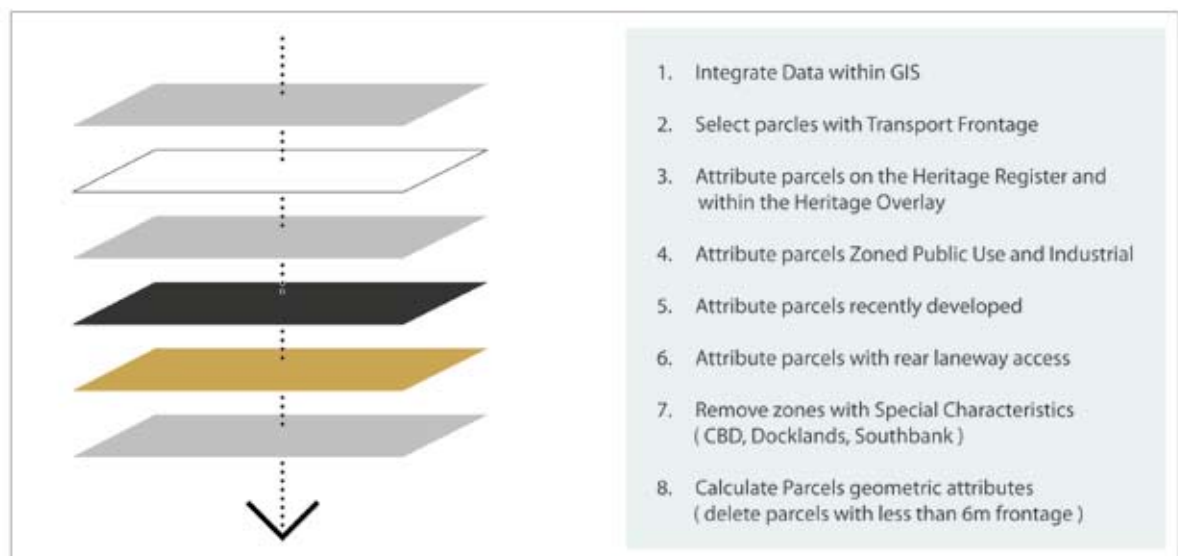 1. Integrate Data within GIS
2. Select parcles with Transport Frontage
3. Attribute parcels on the Heritage Register and
within the Heritage Overlay
4. Attribute parcels Zoned Public Use and Industrial
5. Attribute parcels recently developed
6. Attribute parcels with rear laneway access
7. Remove zones with Special Characteristics
( CBD, Docklands, Southbank )
8. Calculate Parcels geometric attributes
( delete parcels with less than 6m frontage )